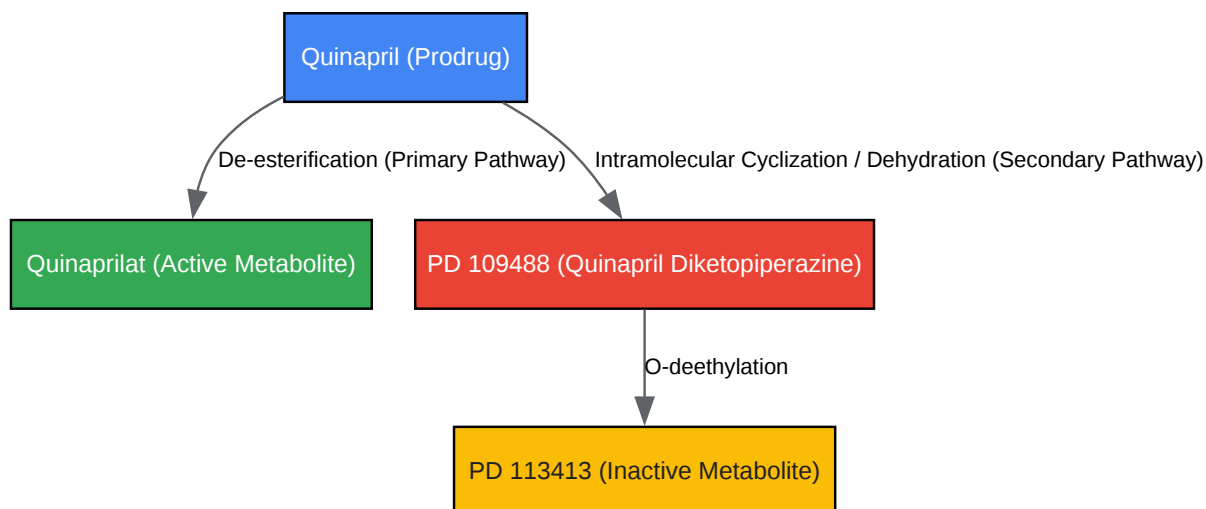 Quinapril (Prodrug)
De-esterification (Primary Pathway)
Intramolecular Cyclization / Dehydration (Secondary Pathway)
Quinaprilat (Active Metabolite)
PD 109488 (Quinapril Diketopiperazine)
O-deethylation
PD 113413 (Inactive Metabolite)